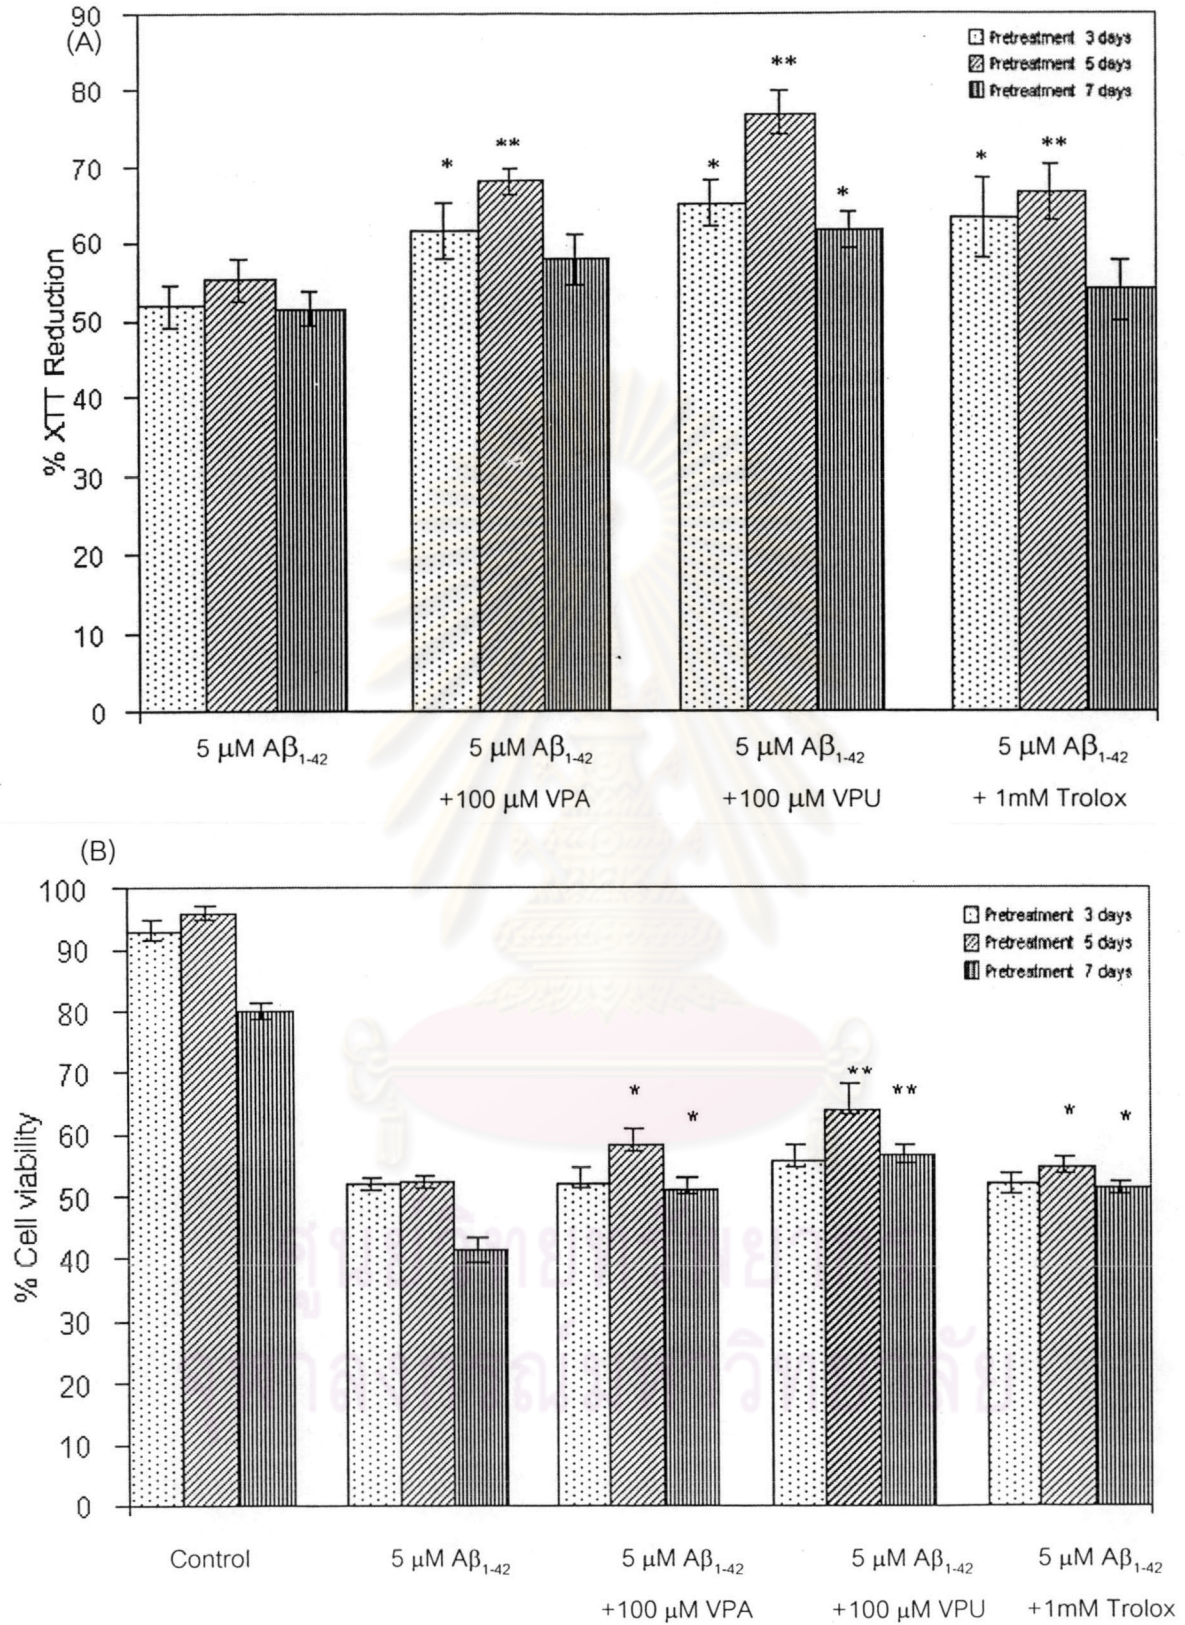 90
(A)
Pretreatment 3 days
Pretreatment 5 days
Pretreatment 7 days
80
70
60
50
40
30
20
10
0
% XTT Reduction
*
**
*
**
*
*
**
5 µM Aβ1-42
5 µM Aβ1-42
+100 µM VPA
5 µM Aβ1-42
+100 µM VPU
5 µM Aβ1-42
+ 1mM Trolox
(B)
100
90
80
70
60
50
40
30
20
10
0
% Cell viability
Pretreatment 3 days
Pretreatment 5 days
Pretreatment 7 days
*
*
**
**
*
*
Control
5 µM Aβ1-42
5 µM Aβ1-42
+100 µM VPA
5 µM Aβ1-42
+100 µM VPU
5 µM Aβ1-42
+1mM Trolox